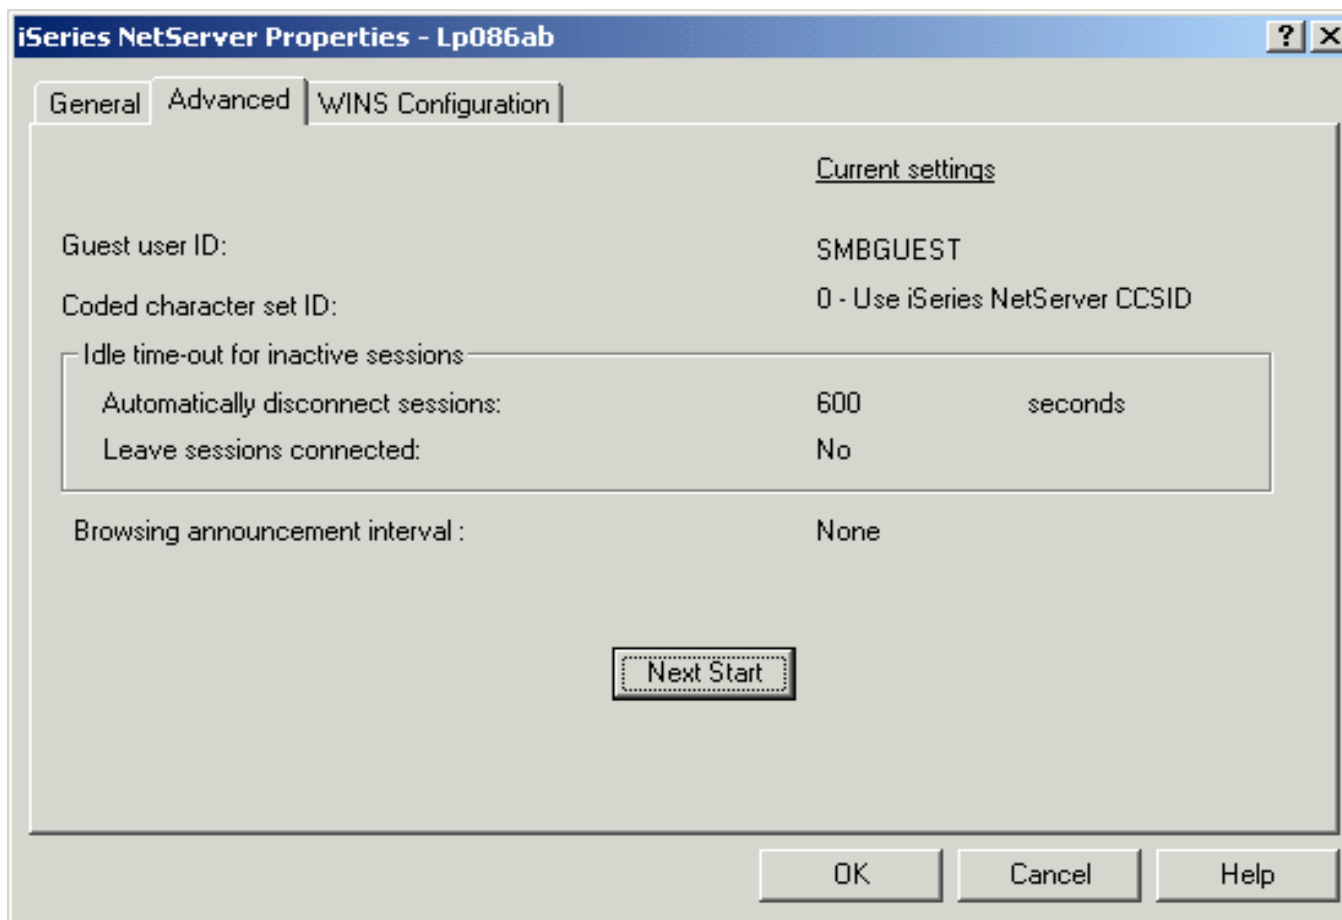 iSeries NetServer Properties - Lp086ab
? X
General Advanced WINS Configuration
Current settings
Guest user ID: SMBGUEST
Coded character set ID: 0 - Use iSeries NetServer CCSID
Idle time-out for inactive sessions
Automatically disconnect sessions: 600 seconds
Leave sessions connected: No
Browsing announcement interval : None
Next Start
OK Cancel Help